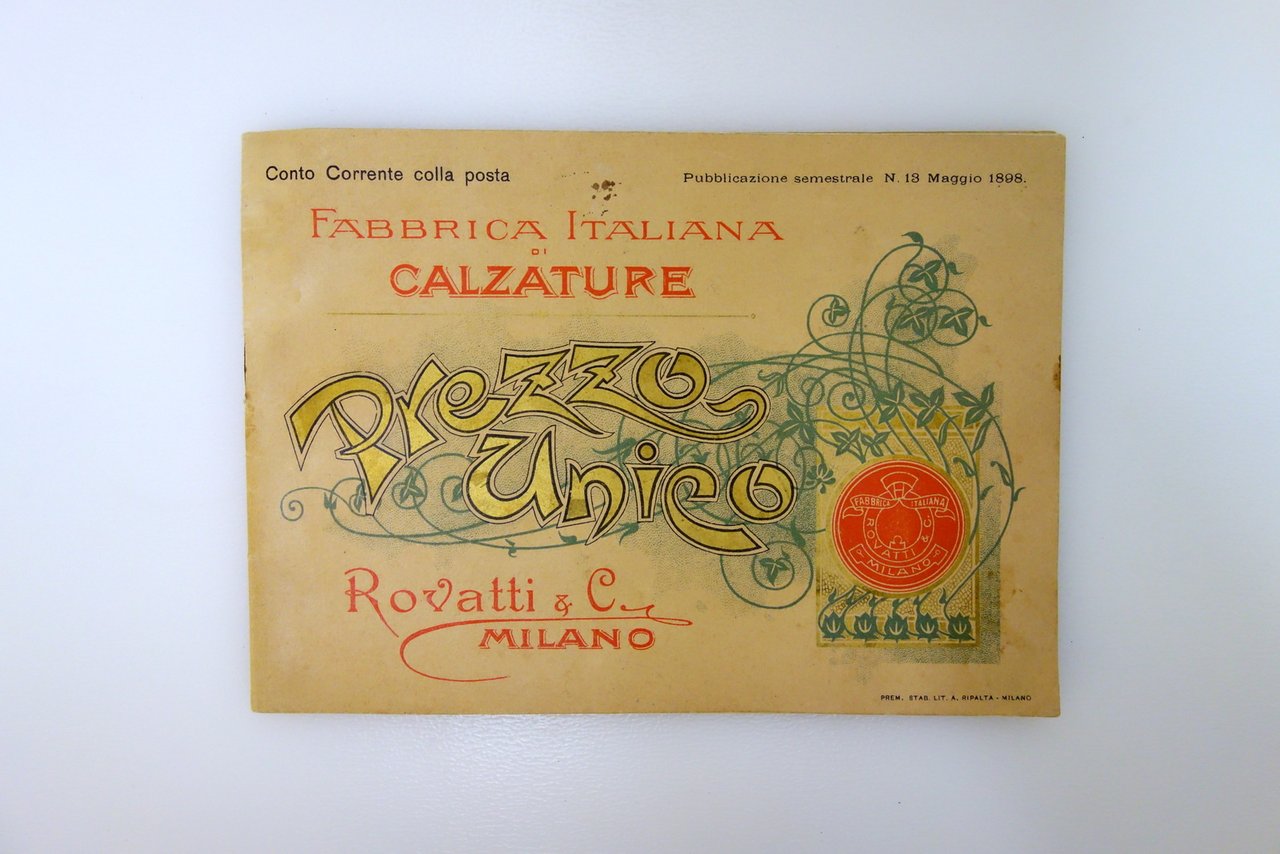 Conto Corrente colla posta
Pubblicazione semestrale N. 13 Maggio 1898.
FABBRICA ITALIANA
DI
CALZATURE
Prezzo
Unico
Rovatti & C.
MILANO
FABBRICA ITALIANA
ROVATTI & C.
MILANO
PREM. STAB. LIT. A. RIPALTA - MILANO